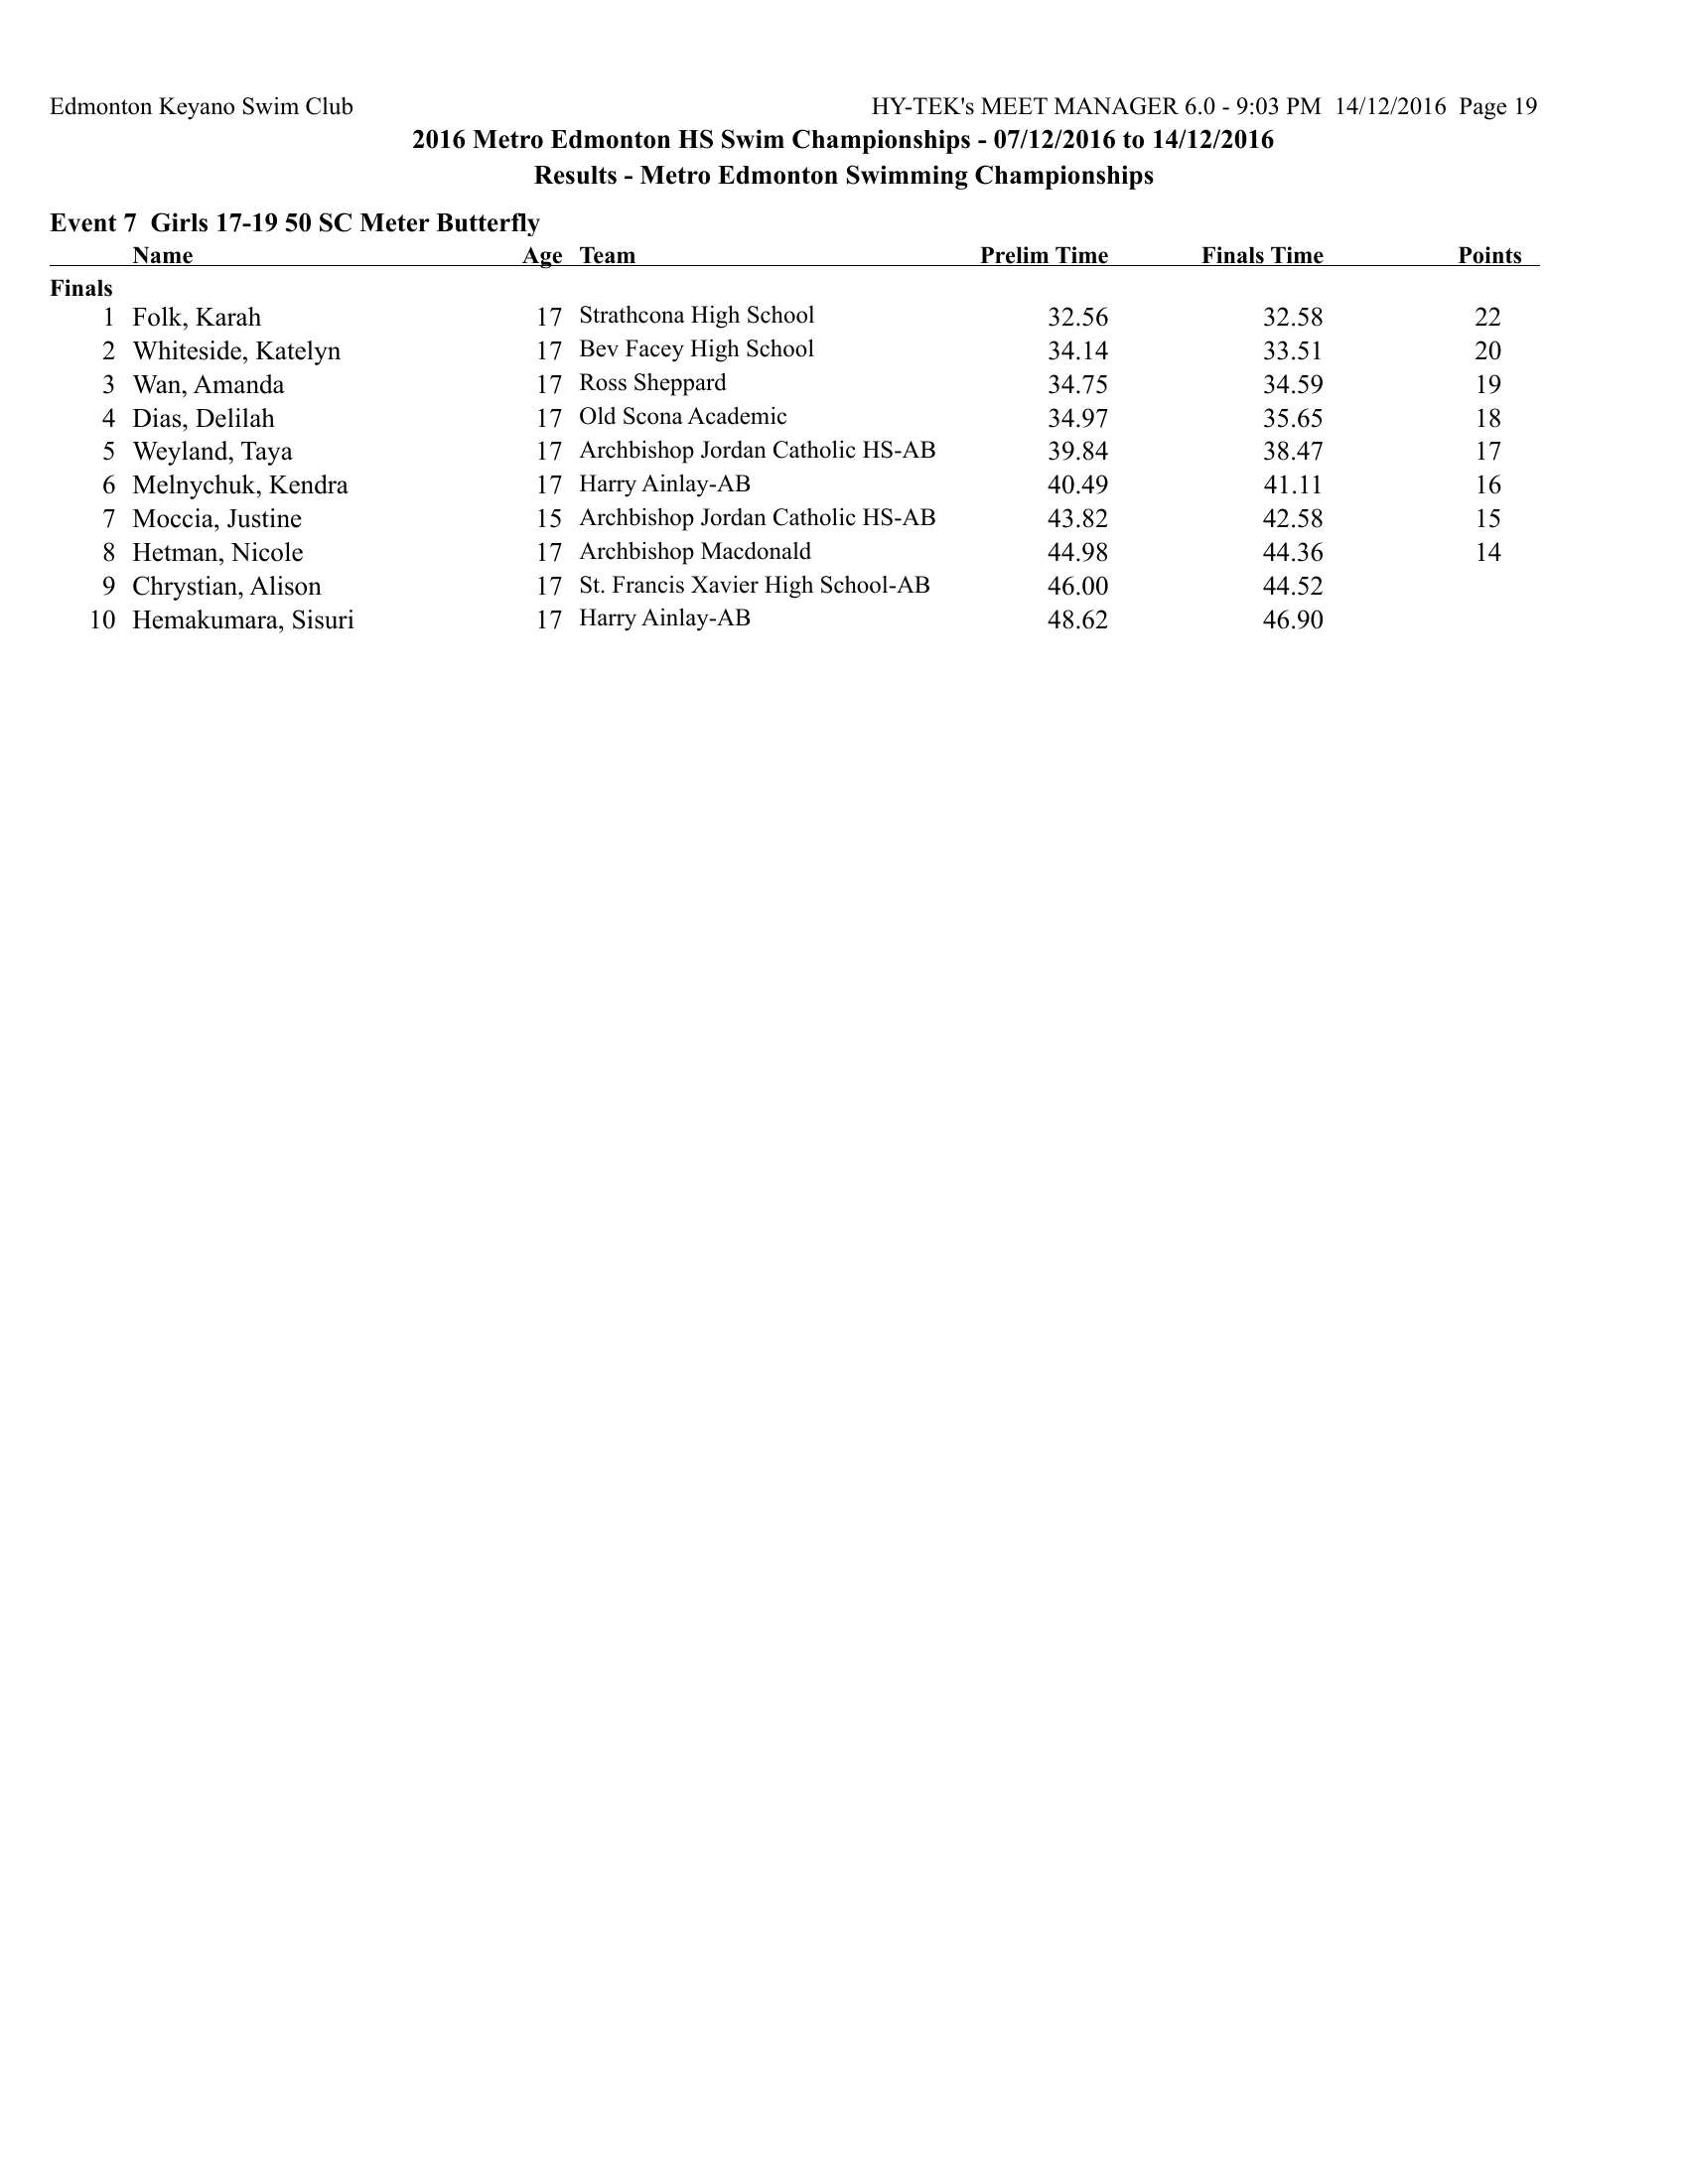 Edmonton Keyano Swim Club HY-TEK's MEET MANAGER 6.0 - 9:03 PM 14/12/2016 Page 19
2016 Metro Edmonton HS Swim Championships - 07/12/2016 to 14/12/2016
Results - Metro Edmonton Swimming Championships
Event 7 Girls 17-19 50 SC Meter Butterfly
Name Age Team Prelim Time Finals Time Points
Finals
1 Folk, Karah 17 Strathcona High School 32.56 32.58 22
2 Whiteside, Katelyn 17 Bev Facey High School 34.14 33.51 20
3 Wan, Amanda 17 Ross Sheppard 34.75 34.59 19
4 Dias, Delilah 17 Old Scona Academic 34.97 35.65 18
5 Weyland, Taya 17 Archbishop Jordan Catholic HS-AB 39.84 38.47 17
6 Melnychuk, Kendra 17 Harry Ainlay-AB 40.49 41.11 16
7 Moccia, Justine 15 Archbishop Jordan Catholic HS-AB 43.82 42.58 15
8 Hetman, Nicole 17 Archbishop Macdonald 44.98 44.36 14
9 Chrystian, Alison 17 St. Francis Xavier High School-AB 46.00 44.52
10 Hemakumara, Sisuri 17 Harry Ainlay-AB 48.62 46.90